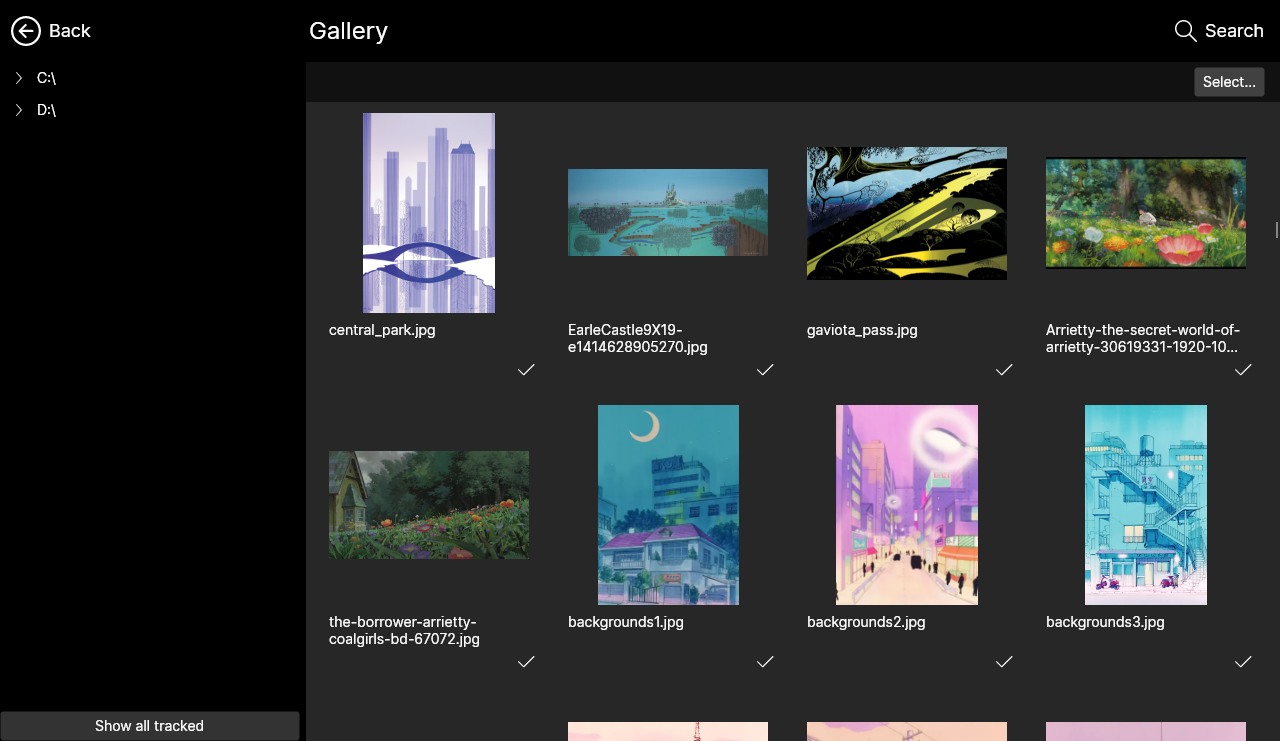 Back
Gallery
Search
C:\
D:\
Select...
central_park.jpg
EarleCastle9X19-
e1414628905270.jpg
gaviota_pass.jpg
Arrietty-the-secret-world-of-
arrietty-30619331-1920-10...
the-borrower-arrietty-
coalgirls-bd-67072.jpg
backgrounds1.jpg
backgrounds2.jpg
backgrounds3.jpg
Show all tracked